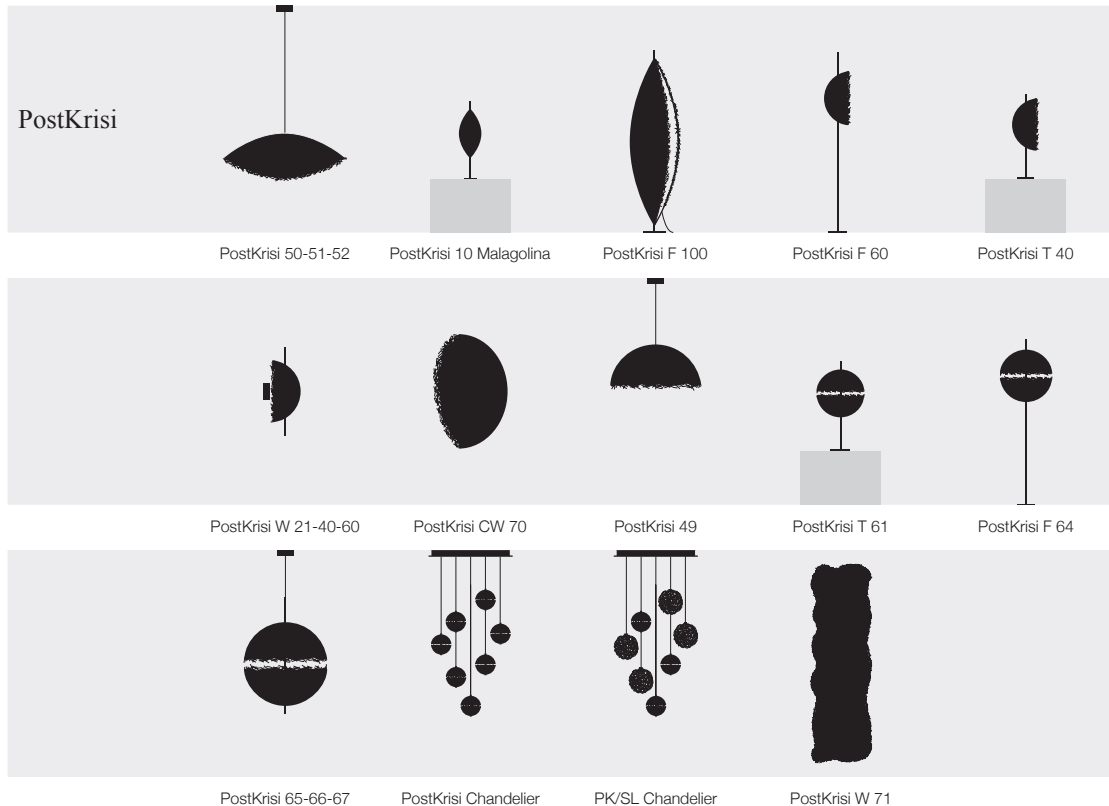 PostKrisi
PostKrisi 50-51-52
PostKrisi 10 Malagolina
PostKrisi F 100
PostKrisi F 60
PostKrisi T 40
PostKrisi W 21-40-60
PostKrisi CW 70
PostKrisi 49
PostKrisi T 61
PostKrisi F 64
PostKrisi 65-66-67
PostKrisi Chandelier
PK/SL Chandelier
PostKrisi W 71